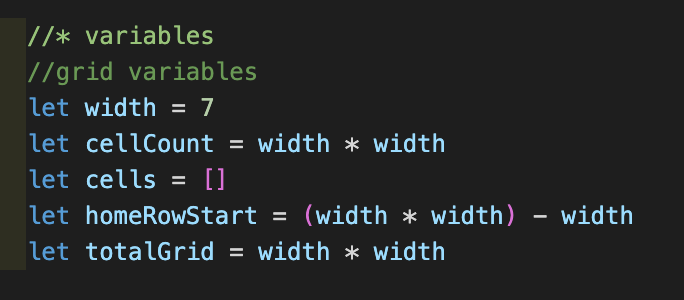 //* variables
//grid variables
let width = 7
let cellCount = width * width
let cells = []
let homeRowStart = (width * width) - width
let totalGrid = width * width